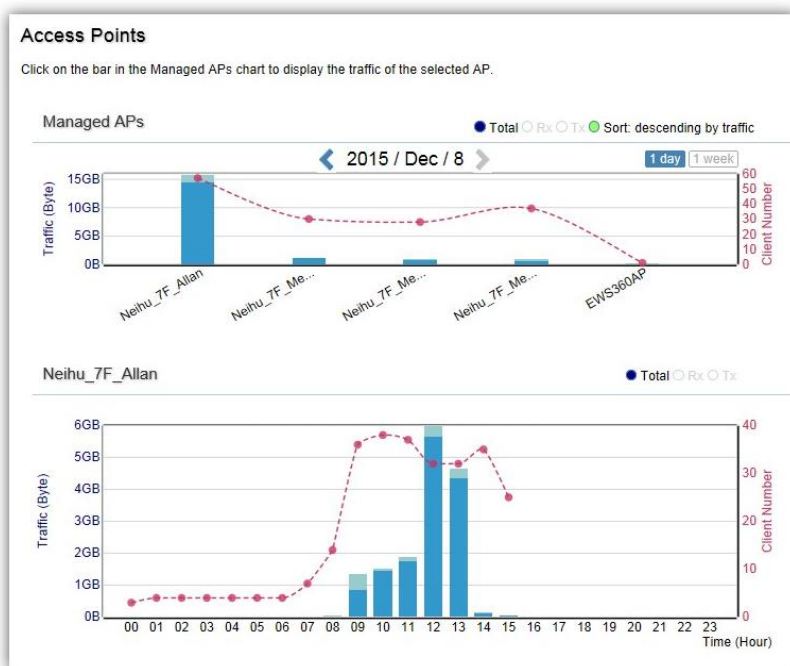 Access Points
Click on the bar in the Managed APs chart to display the traffic of the selected AP.
Managed APs
Total Rx Tx Sort: descending by traffic
2015 / Dec / 8
1 day 1 week
Traffic (Byte)
15GB
10GB
5GB
0B
60
50
40
30
20
10
0
Client Number
Neihu_7F_Allan
Neihu_7F_Me...
Neihu_7F_Me...
Neihu_7F_Me...
EWS360AP
Neihu_7F_Allan
Total Rx Tx
Traffic (Byte)
6GB
5GB
4GB
3GB
2GB
1GB
0B
40
30
20
10
0
Client Number
00 01 02 03 04 05 06 07 08 09 10 11 12 13 14 15 16 17 18 19 20 21 22 23
Time (Hour)